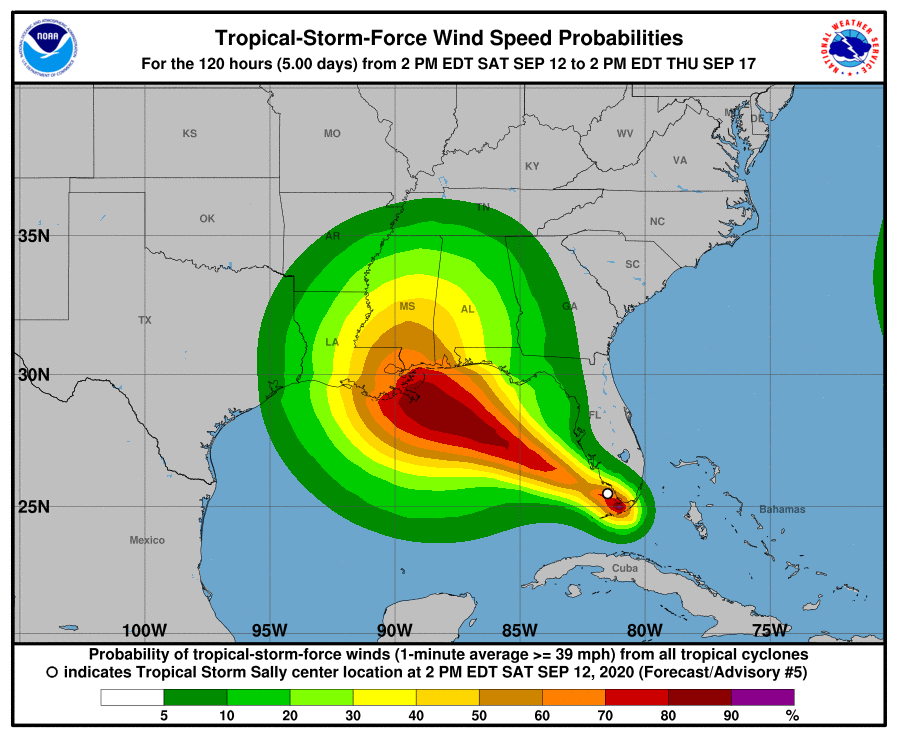 Tropical-Storm-Force Wind Speed Probabilities
For the 120 hours (5.00 days) from 2 PM EDT SAT SEP 12 to 2 PM EDT THU SEP 17
NOAA
NATIONAL WEATHER SERVICE
KS
MO
WV
DE
KY
VA
OK
TN
NC
35N
AR
SC
TX
MS
AL
GA
LA
30N
FL
25N
Bahamas
Mexico
Cuba
100W 95W 90W 85W 80W 75W
Probability of tropical-storm-force winds (1-minute average >= 39 mph) from all tropical cyclones
indicates Tropical Storm Sally center location at 2 PM EDT SAT SEP 12, 2020 (Forecast/Advisory #5)
5 10 20 30 40 50 60 70 80 90 %